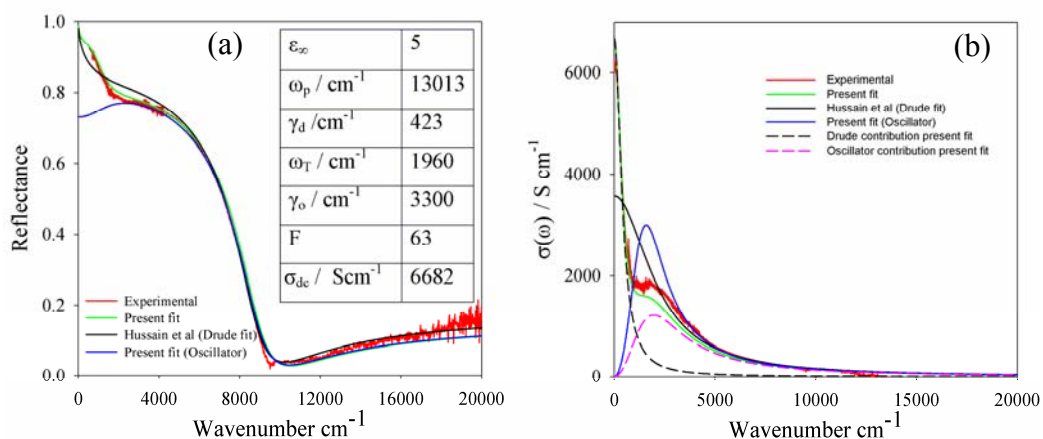 (a)
1.0
0.8
0.6
0.4
0.2
0.0
Reflectance
ε∞ 5
ωp / cm-1 13013
γd /cm-1 423
ωT / cm-1 1960
γo / cm-1 3300
F 63
σdc / Scm-1 6682
Experimental
Present fit
Hussain et al (Drude fit)
Present fit (Oscillator)
0 4000 8000 12000 16000 20000
Wavenumber cm-1
(b)
6000
4000
2000
0
σ(ω) / S cm-1
Experimental
Present fit
Hussain et al (Drude fit)
Present fit (Oscillator)
Drude contribution present fit
Oscillator contribution present fit
0 5000 10000 15000 20000
Wavenumber cm-1